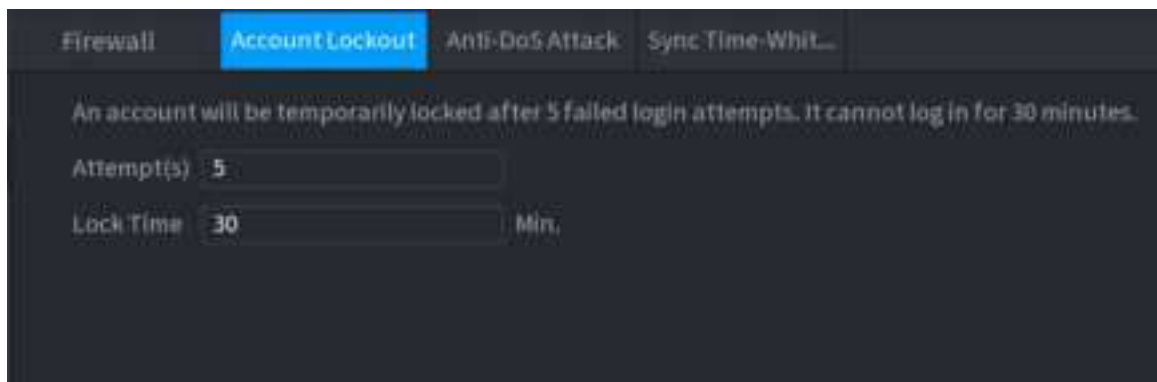 Firewall Account Lockout Anti-DoS Attack Sync Time-Whit...
An account will be temporarily locked after 5 failed login attempts. It cannot log in for 30 minutes.
Attempt(s) 5
Lock Time 30 Min.